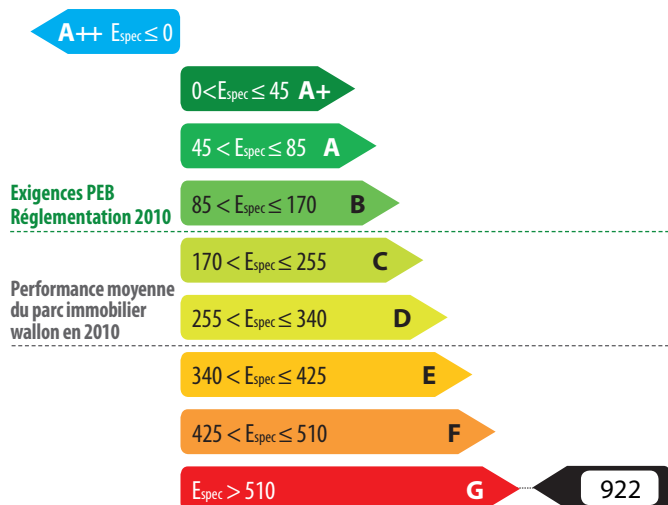 A++ Espec ≤ 0
0<Espec ≤ 45 A+
45 < Espec ≤ 85 A
Exigences PEB
Réglementation 2010
85 < Espec ≤ 170 B
170 < Espec ≤ 255 C
Performance moyenne
du parc immobilier
wallon en 2010
255 < Espec ≤ 340 D
340 < Espec ≤ 425 E
425 < Espec ≤ 510 F
Espec > 510 G 922